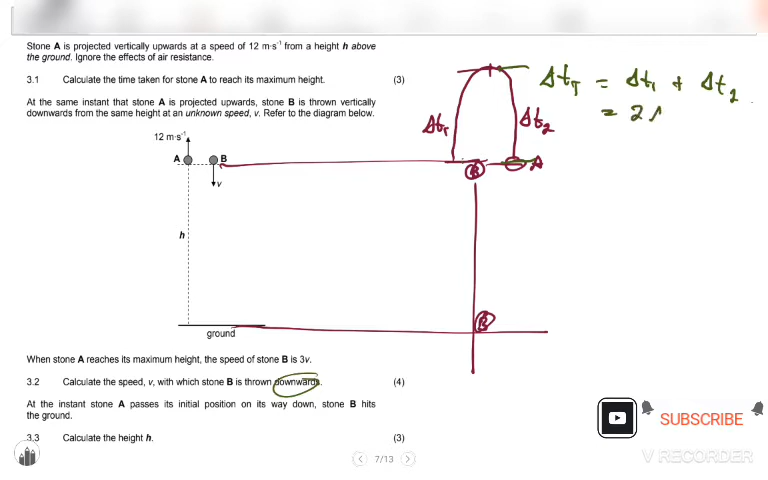 Stone A is projected vertically upwards at a speed of 12 m·s⁻¹ from a height h above
the ground. Ignore the effects of air resistance.
3.1 Calculate the time taken for stone A to reach its maximum height. (3)
At the same instant that stone A is projected upwards, stone B is thrown vertically
downwards from the same height at an unknown speed, v. Refer to the diagram below.
Δt_T = Δt₁ + Δt₂
= 2
Δt₁
Δt₂
12 m·s⁻¹
A B
v
B A
h
B
ground
When stone A reaches its maximum height, the speed of stone B is 3v.
3.2 Calculate the speed, v, with which stone B is thrown downwards. (4)
At the instant stone A passes its initial position on its way down, stone B hits
the ground.
3.3 Calculate the height h. (3)
7/13
SUBSCRIBE
V RECORDER